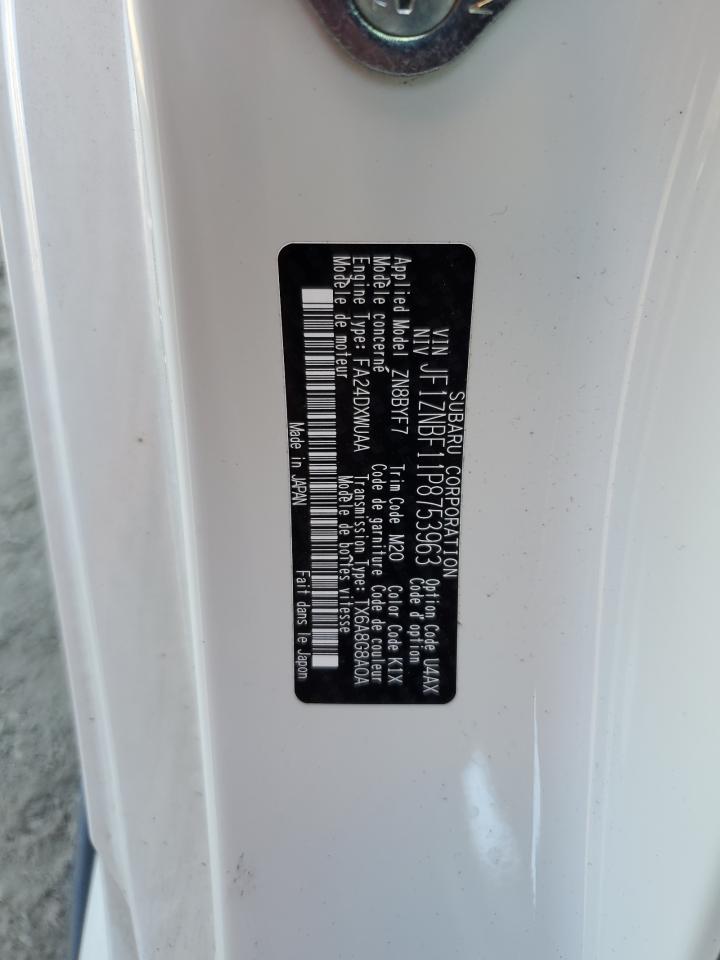 SUBARU CORPORATION
VIN
NIV JF1ZNBF11P8753963 Option Code U4AX
Code d'option
Applied Model ZN8BYF7 Trim Code M20 Color Code K1X
Modèle concerné Code de garniture Code de couleur
Engine Type: FA24DXWUAA Transmission Type: TX6A8G8AOA
Modèle de moteur Modèle de boîtes vitesse
Made in JAPAN Fait dans le Japon